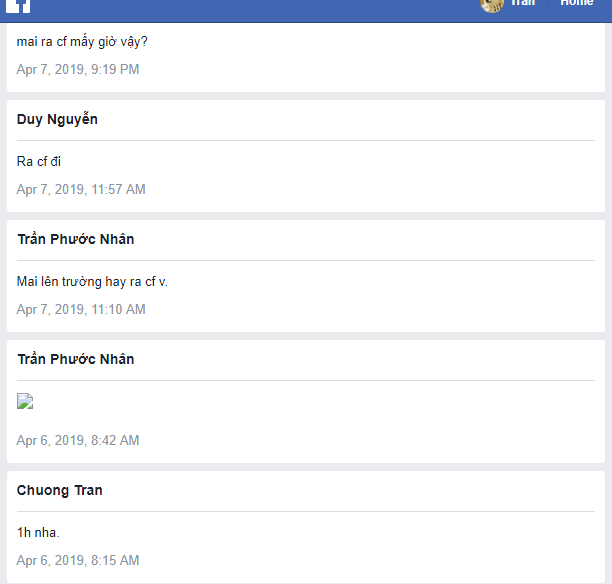 Tran Home
mai ra cf mấy giờ vậy?
Apr 7, 2019, 9:19 PM
Duy Nguyễn
Ra cf đi
Apr 7, 2019, 11:57 AM
Trần Phước Nhân
Mai lên trường hay ra cf v.
Apr 7, 2019, 11:10 AM
Trần Phước Nhân
Apr 6, 2019, 8:42 AM
Chuong Tran
1h nha.
Apr 6, 2019, 8:15 AM